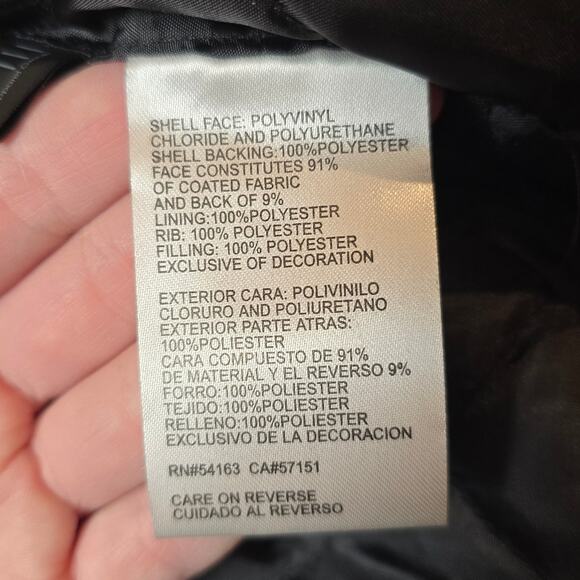 SHELL FACE: POLYVINYL
CHLORIDE AND POLYURETHANE
SHELL BACKING:100%POLYESTER
FACE CONSTITUTES 91%
OF COATED FABRIC
AND BACK OF 9%
LINING:100%POLYESTER
RIB: 100% POLYESTER
FILLING: 100% POLYESTER
EXCLUSIVE OF DECORATION
EXTERIOR CARA: POLIVINILO
CLORURO AND POLIURETANO
EXTERIOR PARTE ATRAS:
100%POLIESTER
CARA COMPUESTO DE 91%
DE MATERIAL Y EL REVERSO 9%
FORRO:100%POLIESTER
TEJIDO:100%POLIESTER
RELLENO:100%POLIESTER
EXCLUSIVO DE LA DECORACION
RN#54163 CA#57151
CARE ON REVERSE
CUIDADO AL REVERSO